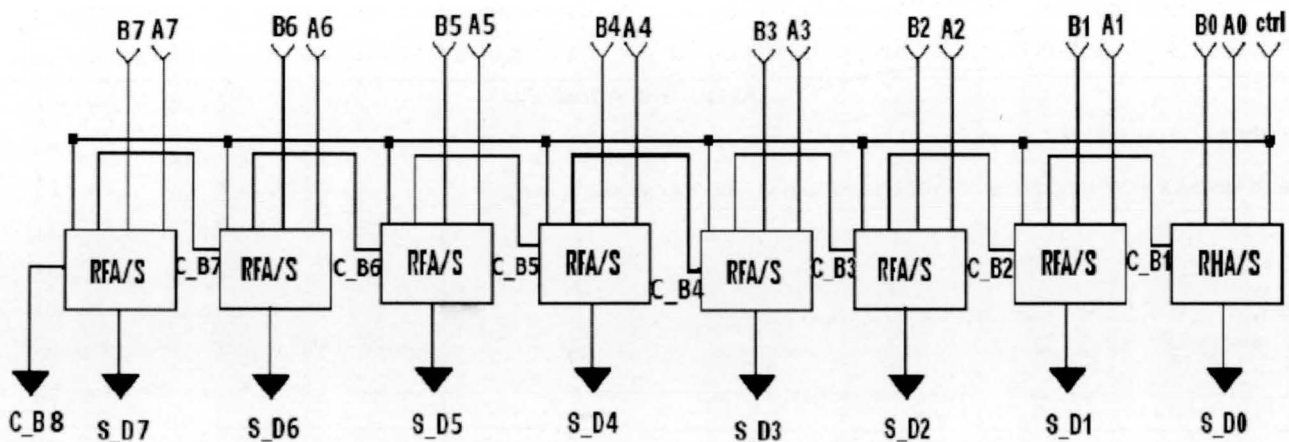 B7 A7 B6 A6 B5 A5 B4 A4 B3 A3 B2 A2 B1 A1 B0 A0 ctrl
RFA/S C_B7 RFA/S C_B6 RFA/S C_B5 RFA/S C_B4 RFA/S C_B3 RFA/S C_B2 RFA/S C_B1 RHA/S
C_B8 S_D7 S_D6 S_D5 S_D4 S_D3 S_D2 S_D1 S_D0